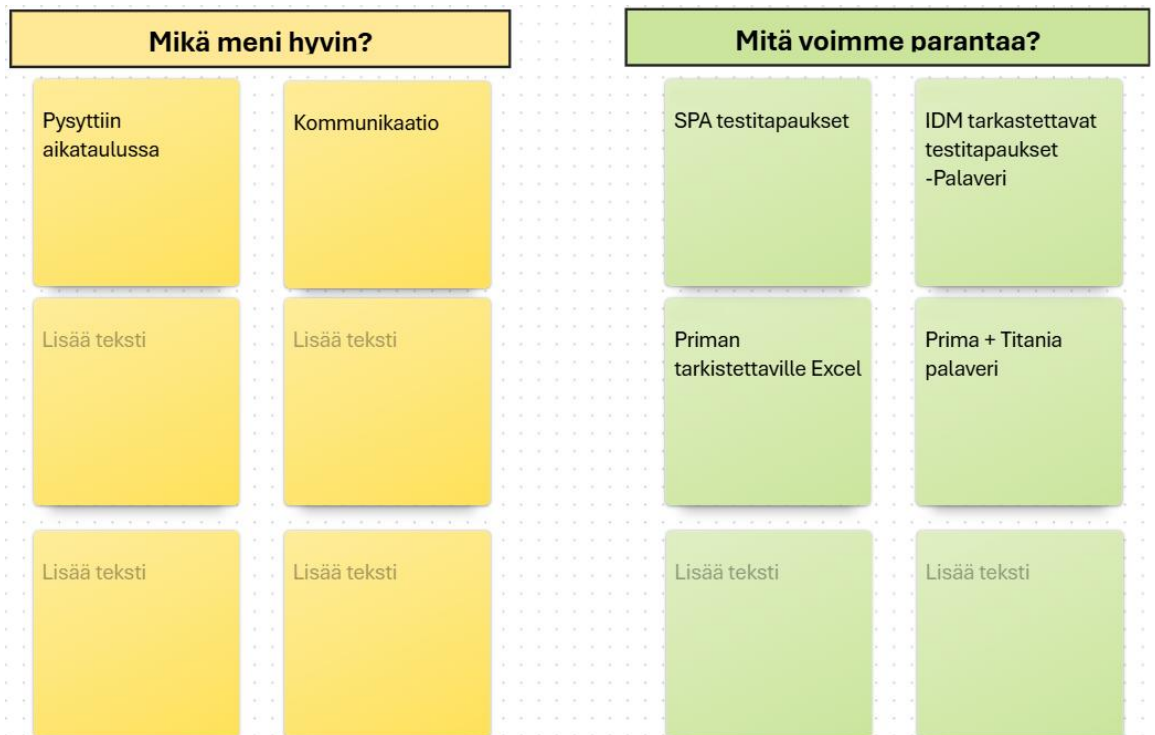 Mikä meni hyvin?
Pysyttiin
aikataulussa
Kommunikaatio
Lisää teksti
Lisää teksti
Lisää teksti
Lisää teksti
Mitä voimme parantaa?
SPA testitapaukset
IDM tarkastettavat
testitapaukset
-Palaveri
Priman
tarkistettaville Excel
Prima + Titania
palaveri
Lisää teksti
Lisää teksti